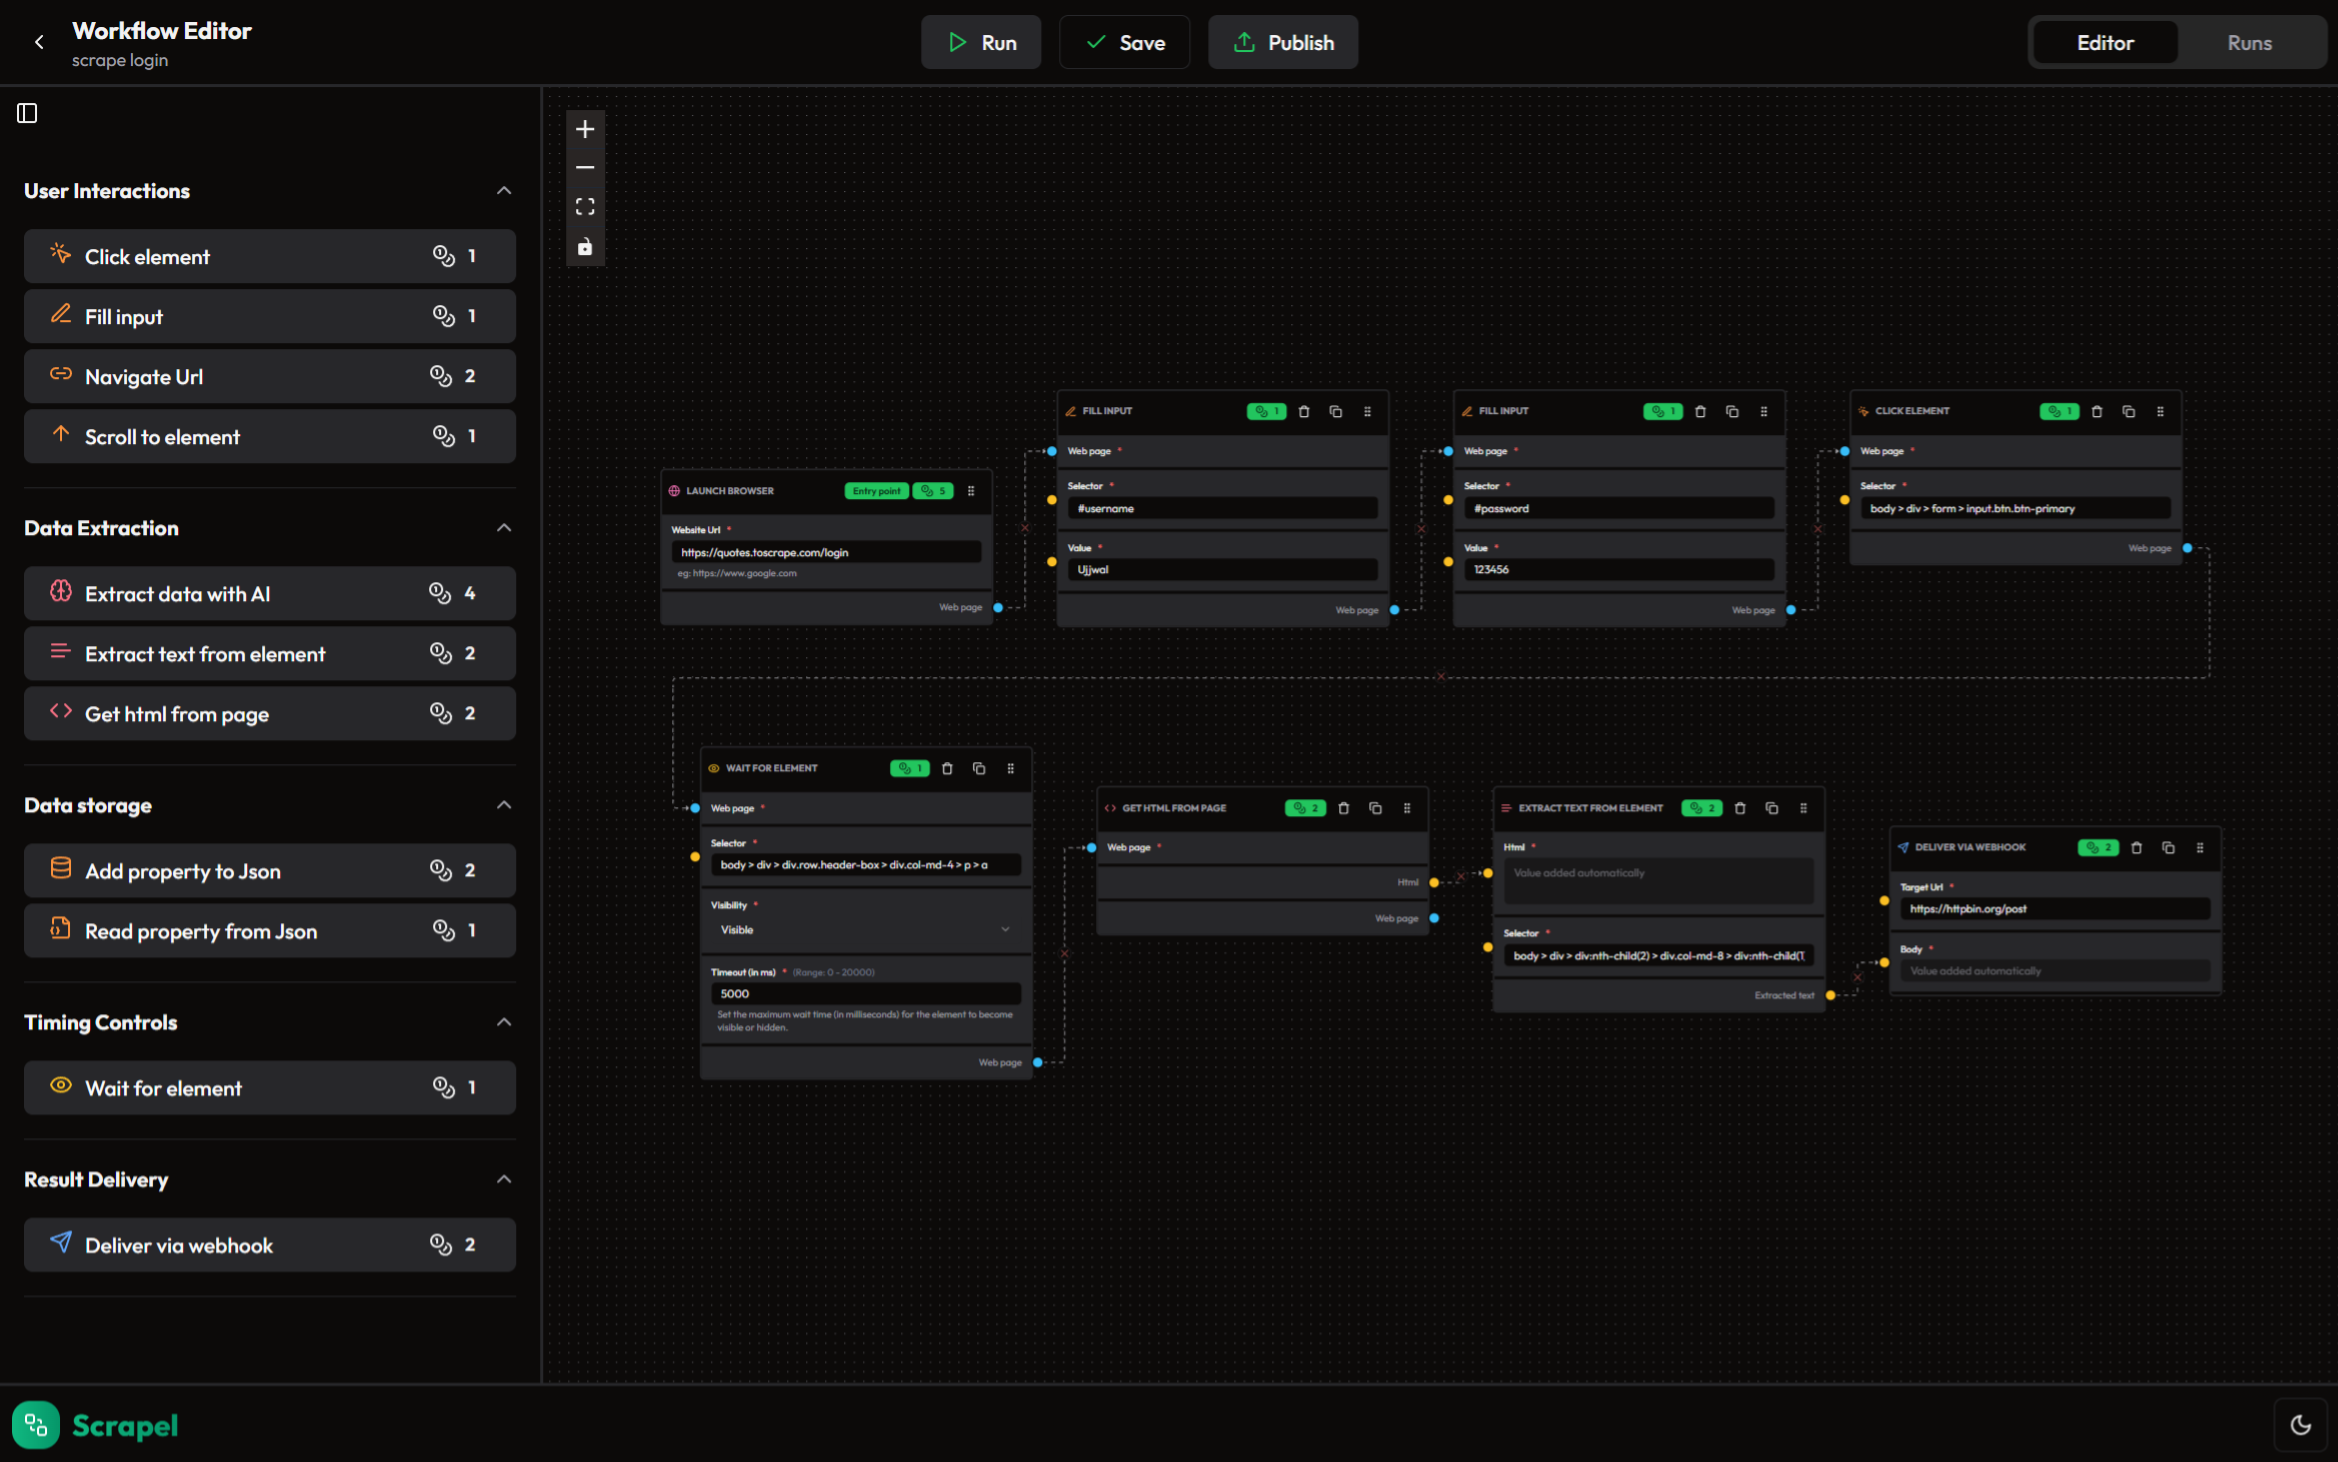 Workflow Editor
scrape login
Run
Save
Publish
Editor
Runs
User Interactions
Click element 1
Fill input 1
Navigate Url 2
Scroll to element 1
Data Extraction
Extract data with AI 4
Extract text from element 2
Get html from page 2
Data storage
Add property to Json 2
Read property from Json 1
Timing Controls
Wait for element 1
Result Delivery
Deliver via webhook 2
LAUNCH BROWSER Entry point 5
Website Url *
https://quotes.toscrape.com/login
eg: https://www.google.com
Web page
FILL INPUT 1
Web page *
Selector *
#username
Value *
Ujjwal
Web page
FILL INPUT 1
Web page *
Selector *
#password
Value *
123456
Web page
CLICK ELEMENT 1
Web page *
Selector *
body > div > form > input.btn.btn-primary
Web page
WAIT FOR ELEMENT 1
Web page *
Selector *
body > div > div.row.header-box > div.col-md-4 > p > a
Visibility *
Visible
Timeout (in ms) * (Range: 0 - 20000)
5000
Set the maximum wait time (in milliseconds) for the element to become
visible or hidden.
Web page
GET HTML FROM PAGE 2
Web page *
Html
Web page
EXTRACT TEXT FROM ELEMENT 2
Html *
Value added automatically
Selector *
body > div > div:nth-child(2) > div.col-md-8 > div:nth-child(1
Extracted text
DELIVER VIA WEBHOOK 2
Target Url *
https://httpbin.org/post
Body *
Value added automatically
Scrapel